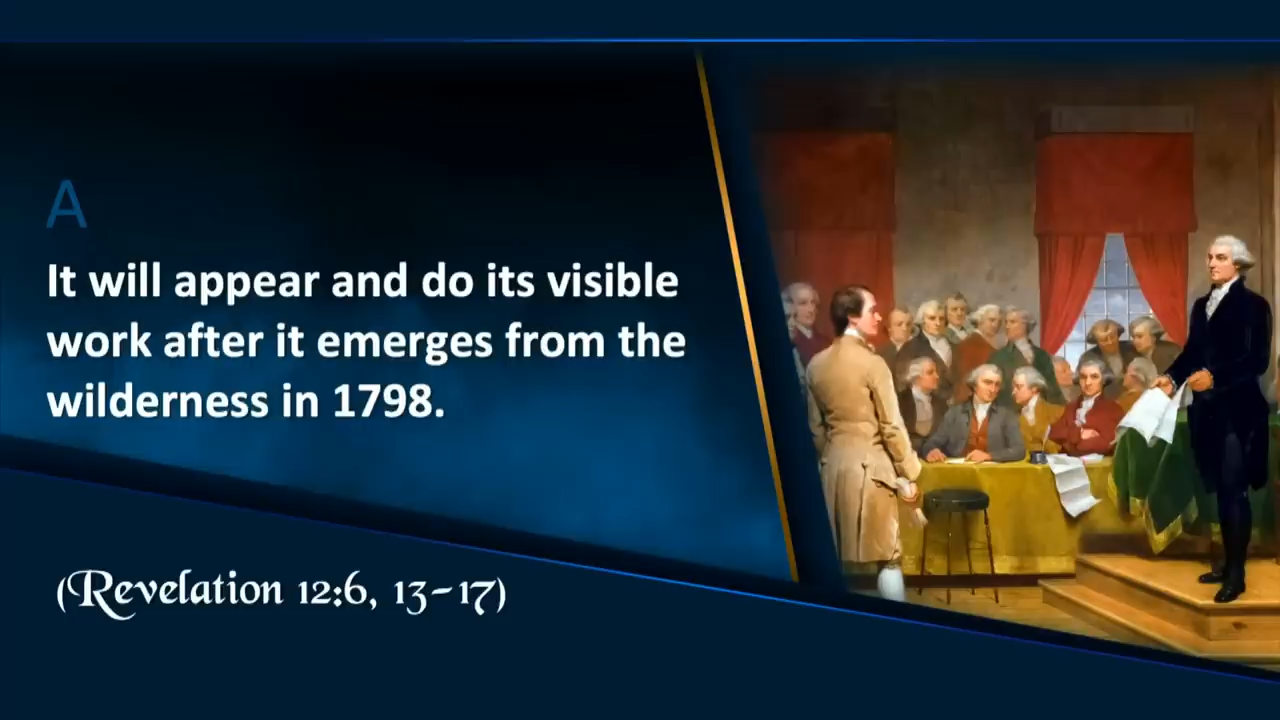 A
It will appear and do its visible
work after it emerges from the
wilderness in 1798.
(Revelation 12:6, 13-17)